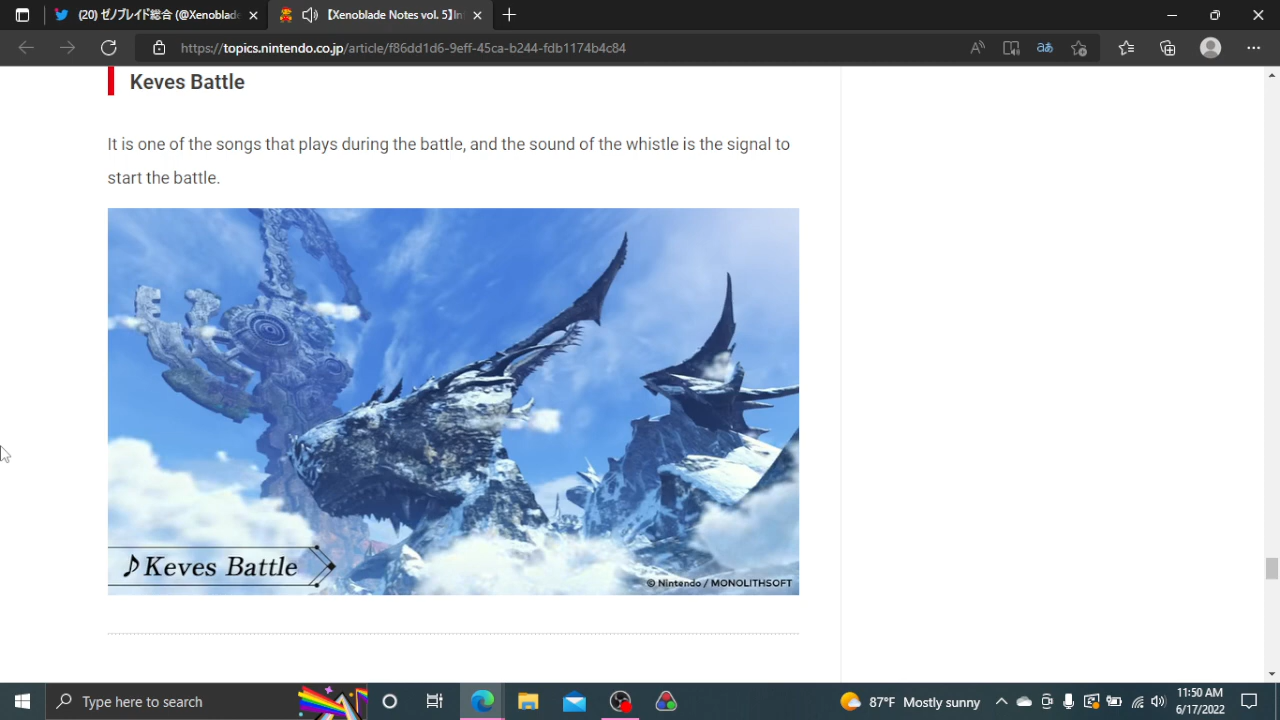 (20) ゼノブレイド総合 (@Xenoblade
【Xenoblade Notes vol. 5】In
https://topics.nintendo.co.jp/article/f86dd1d6-9eff-45ca-b244-fdb1174b4c84
Keves Battle
It is one of the songs that plays during the battle, and the sound of the whistle is the signal to
start the battle.
♪Keves Battle
© Nintendo / MONOLITHSOFT
Type here to search
87°F Mostly sunny
11:50 AM
6/17/2022